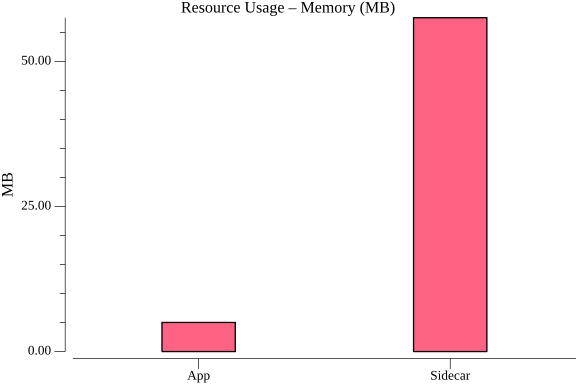 Resource Usage – Memory (MB)
50.00
25.00
0.00
MB
App
Sidecar